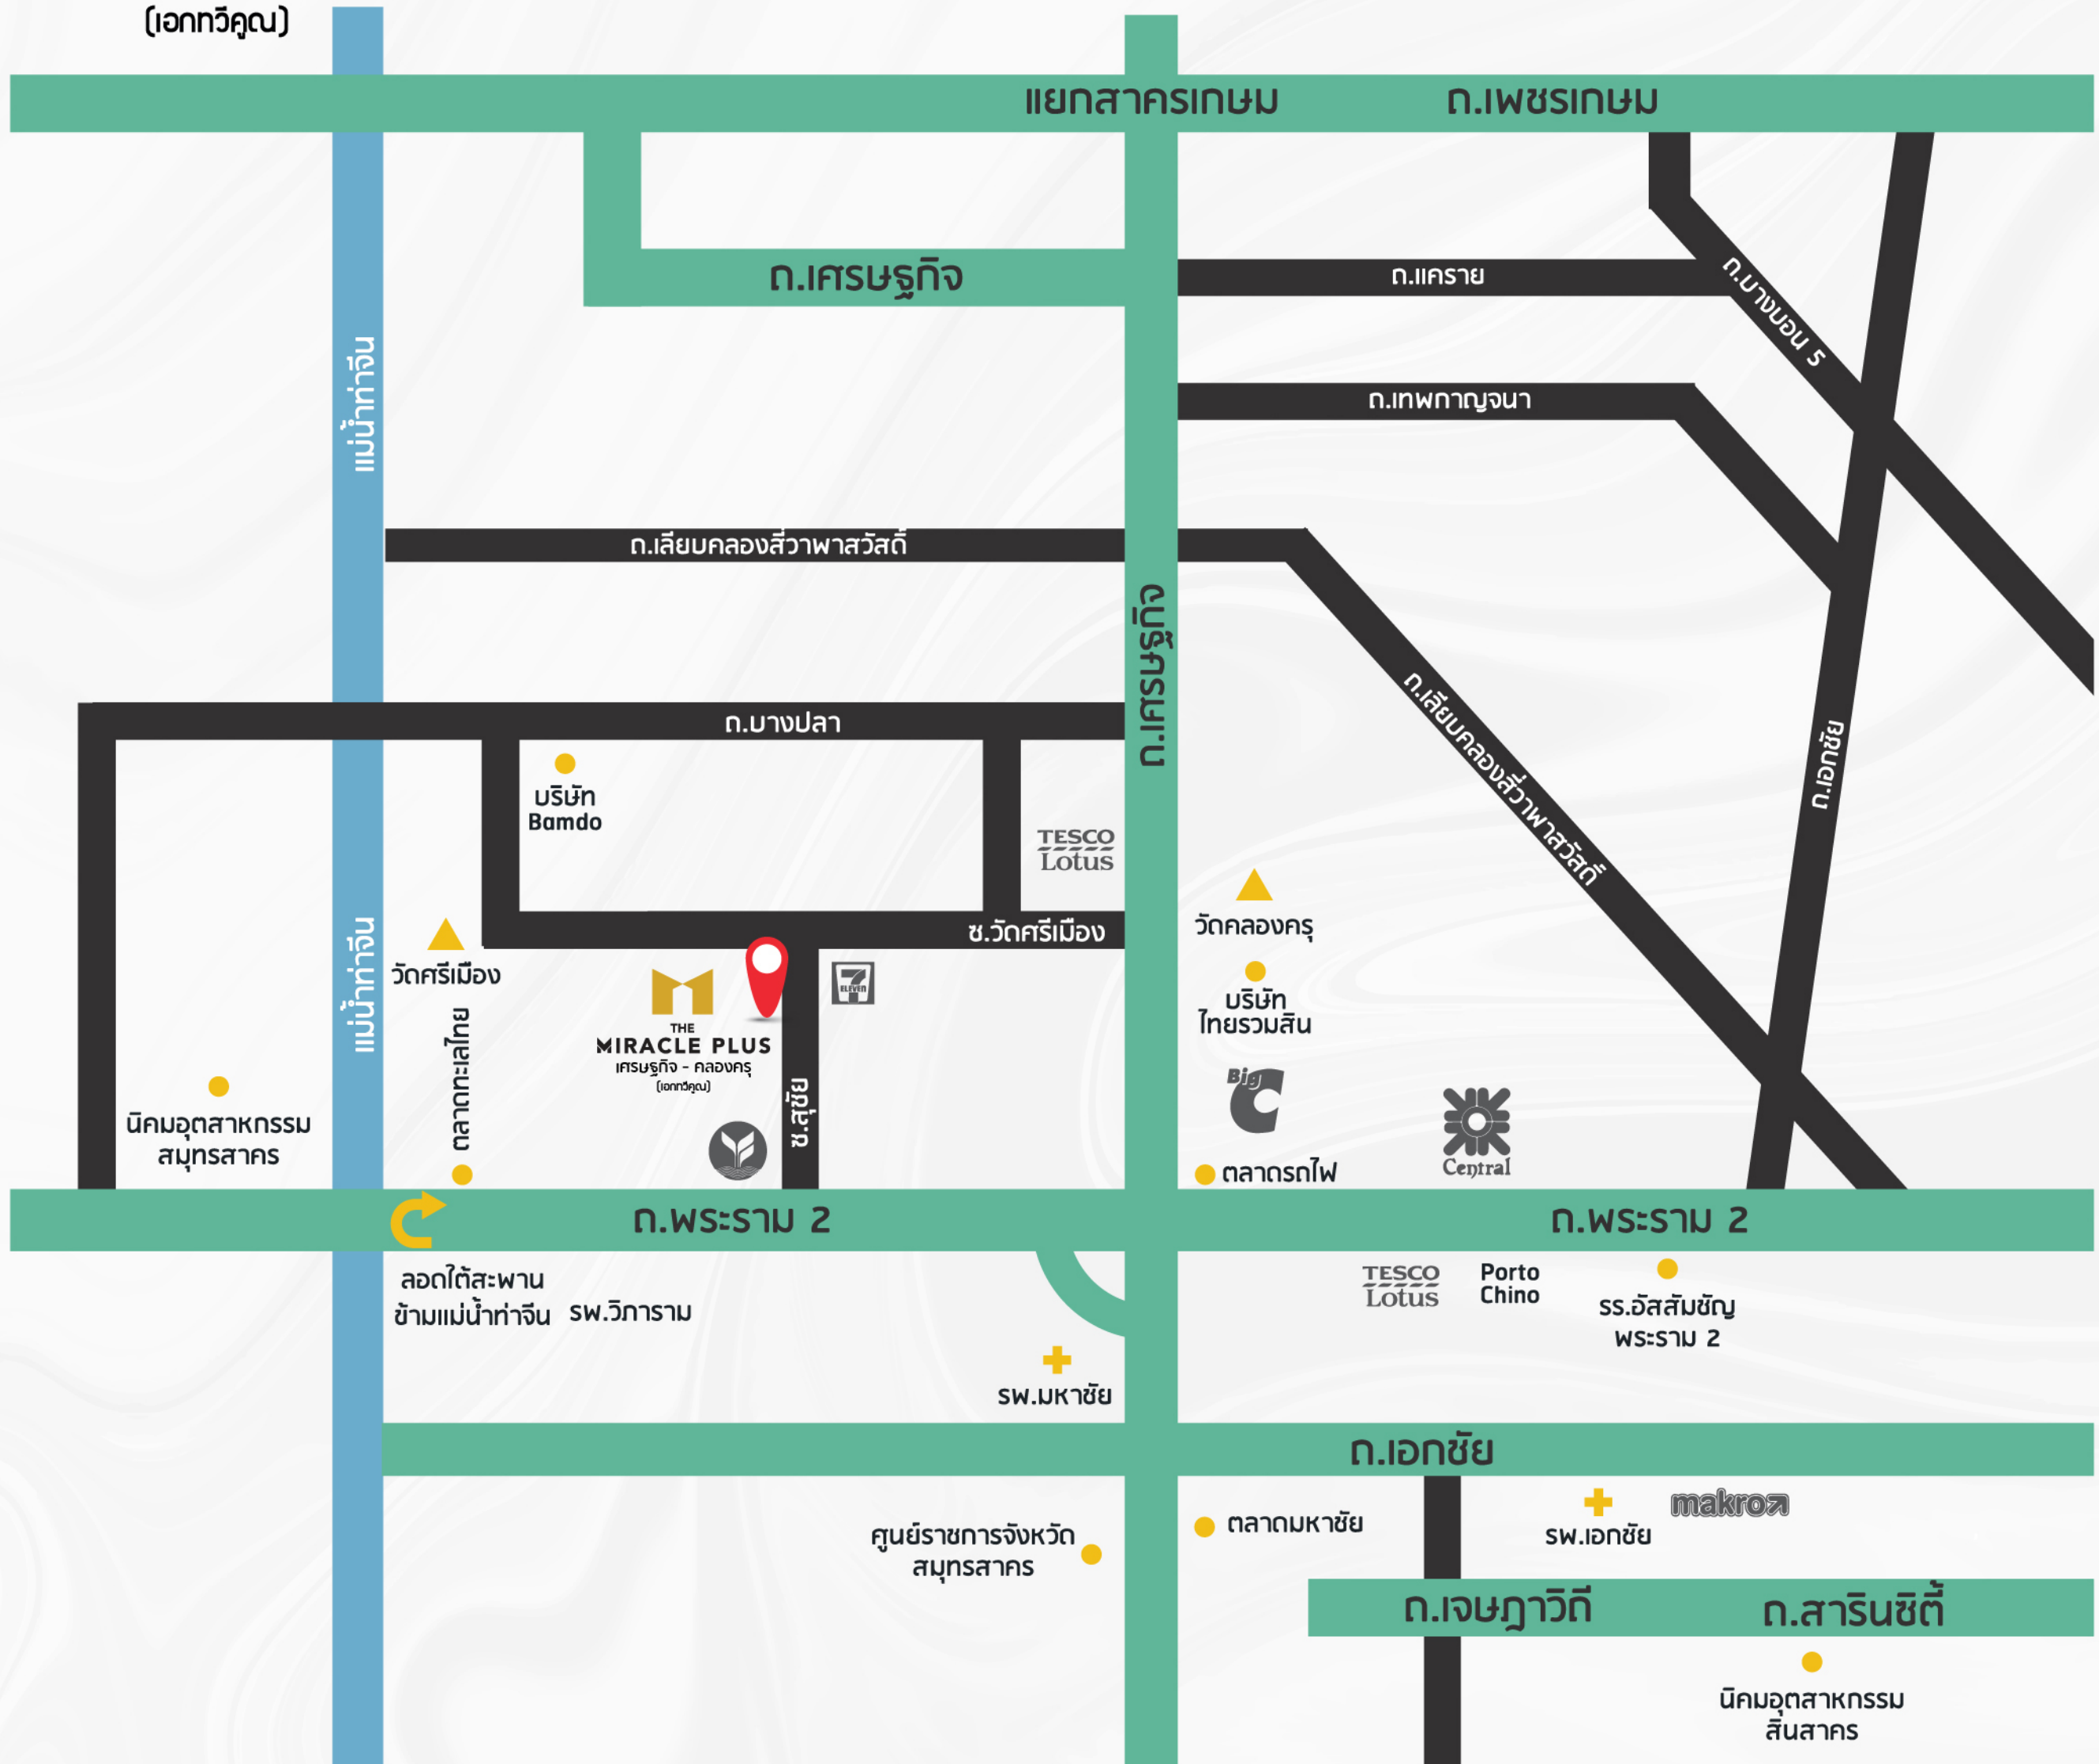 (เอกทวีคูณ)
แยกสาครเกษม
ถ.เพชรเกษม
ถ.เศรษฐกิจ
ถ.แคราย
ถ.บางบอน 5
แม่น้ำท่าจีน
ถ.เทพกาญจนา
ถ.เลียบคลองสี่วาพาสวัสดิ์
ถ.เศรษฐกิจ
ถ.บางปลา
ถ.เลียบคลองสี่วาพาสวัสดิ์
ถ.เอกชัย
บริษัท
Bamdo
TESCO
Lotus
วัดคลองครุ
ซ.วัดศรีเมือง
แม่น้ำท่าจีน
วัดศรีเมือง
7
ELEVEN
บริษัท
ไทยรวมสิน
THE
MIRACLE PLUS
เศรษฐกิจ - คลองครุ
(เอกทวีคูณ)
ตลาดทะเลไทย
ซ.สุชัย
Big
C
Central
นิคมอุตสาหกรรม
สมุทรสาคร
ตลาดรถไฟ
ถ.พระราม 2
ถ.พระราม 2
ลอดใต้สะพาน
ข้ามแม่น้ำท่าจีน
รพ.วิภาราม
TESCO
Lotus
Porto
Chino
รร.อัสสัมชัญ
พระราม 2
รพ.มหาชัย
ถ.เอกชัย
ศูนย์ราชการจังหวัด
สมุทรสาคร
ตลาดมหาชัย
รพ.เอกชัย
makro
ถ.เจษฎาวิถี
ถ.สารินซิตี้
นิคมอุตสาหกรรม
สินสาคร